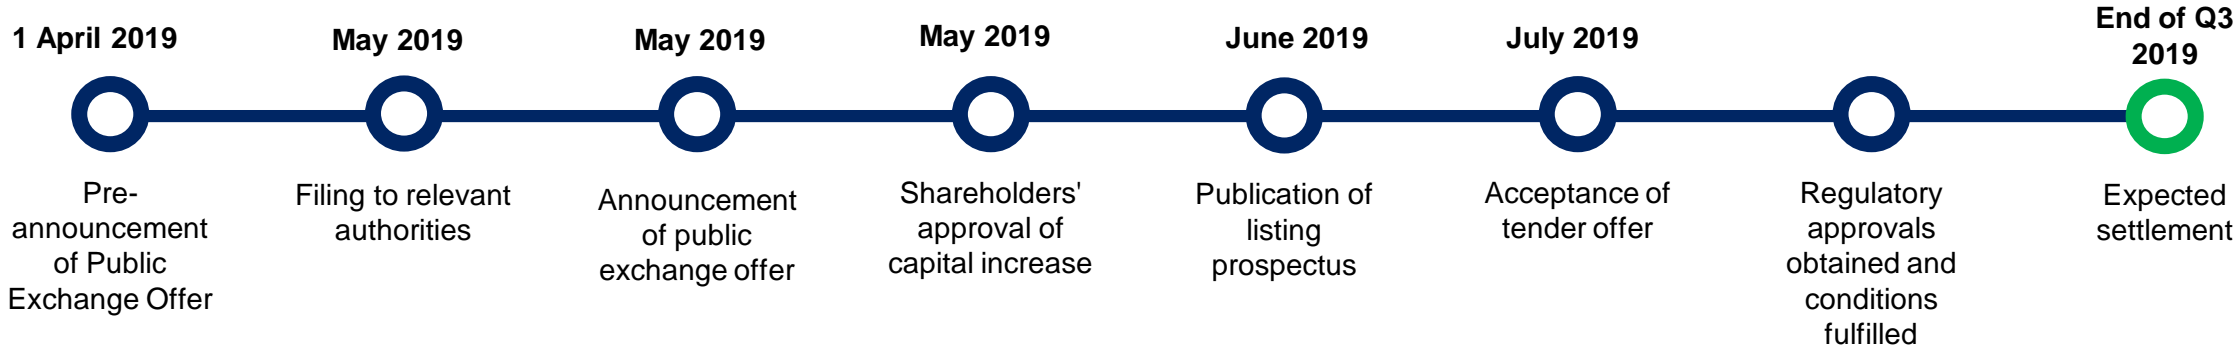 1 April 2019
Pre-
announcement
of Public
Exchange Offer
May 2019
Filing to relevant
authorities
May 2019
Announcement
of public
exchange offer
May 2019
Shareholders'
approval of
capital increase
June 2019
Publication of
listing
prospectus
July 2019
Acceptance of
tender offer
Regulatory
approvals
obtained and
conditions
fulfilled
End of Q3
2019
Expected
settlement